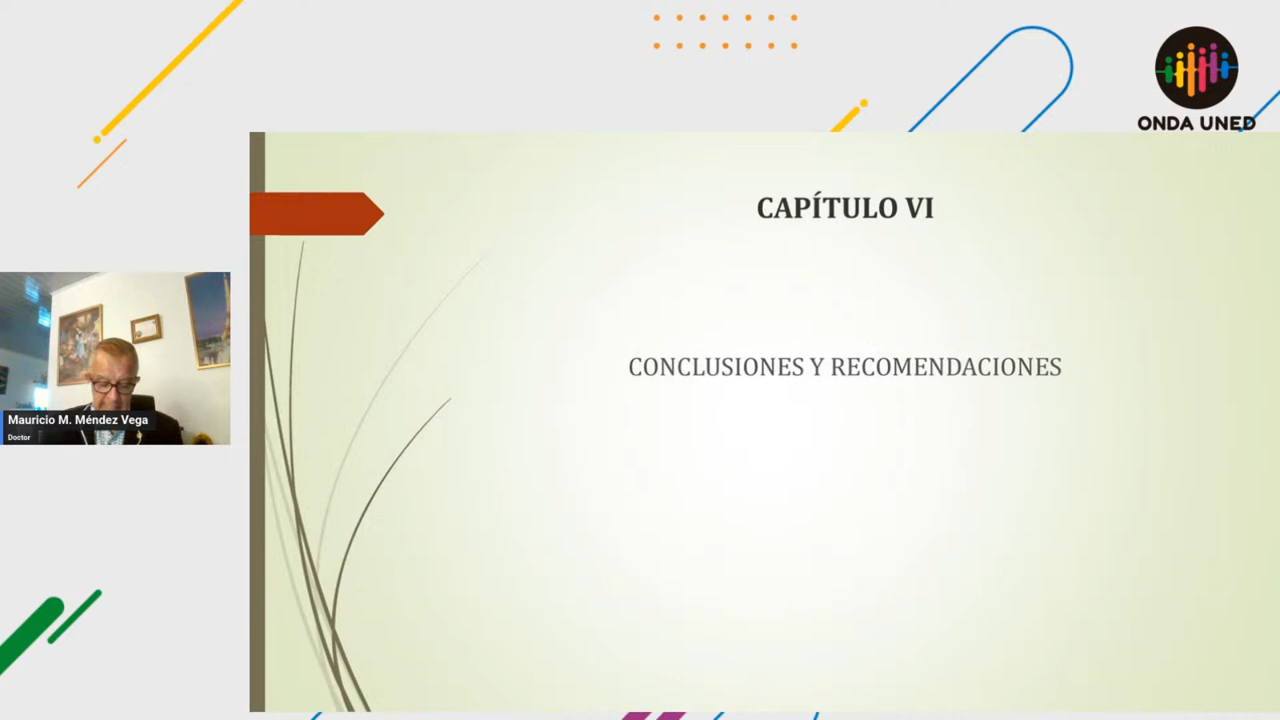 ONDA UNED
CAPÍTULO VI
CONCLUSIONES Y RECOMENDACIONES
Mauricio M. Méndez Vega
Doctor